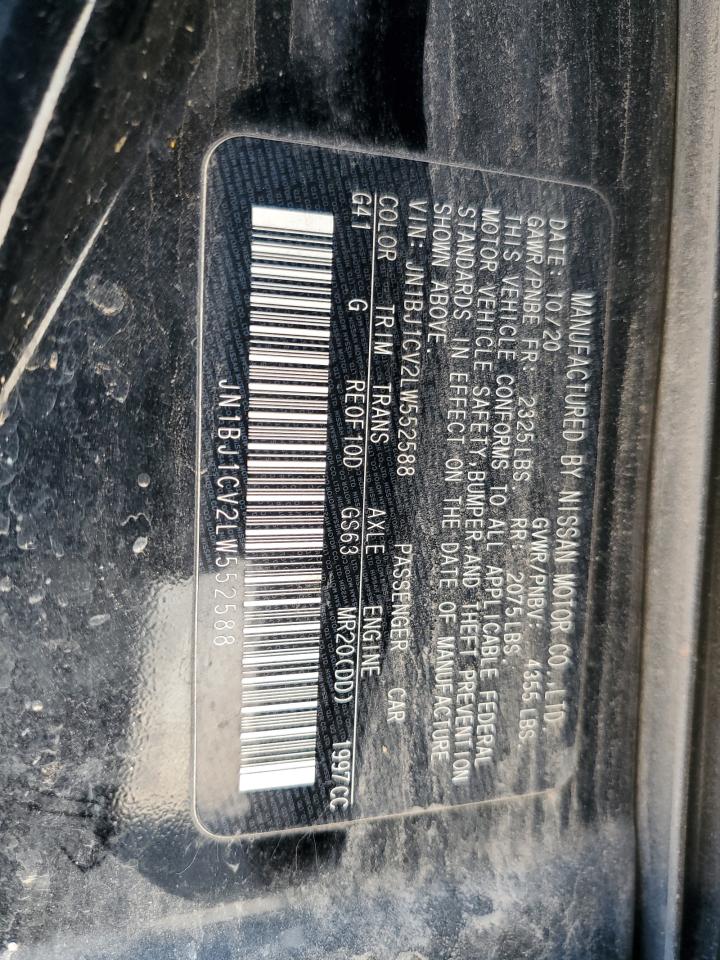 MANUFACTURED BY NISSAN MOTOR CO.,LTD.
DATE: 10/20 GVWR/PNBV: 4355 LBS.
GAWR/PNBE FR: 2325 LBS. RR 2075 LBS.
THIS VEHICLE CONFORMS TO ALL APPLICABLE FEDERAL
MOTOR VEHICLE SAFETY, BUMPER, AND THEFT PREVENTION
STANDARDS IN EFFECT ON THE DATE OF MANUFACTURE
SHOWN ABOVE.
VIN: JN1BJ1CV2LW552588 PASSENGER CAR
COLOR TRIM TRANS AXLE ENGINE
G41 G RE0F10D GS63 MR20(DD) 1997CC
JN1BJ1CV2LW552588